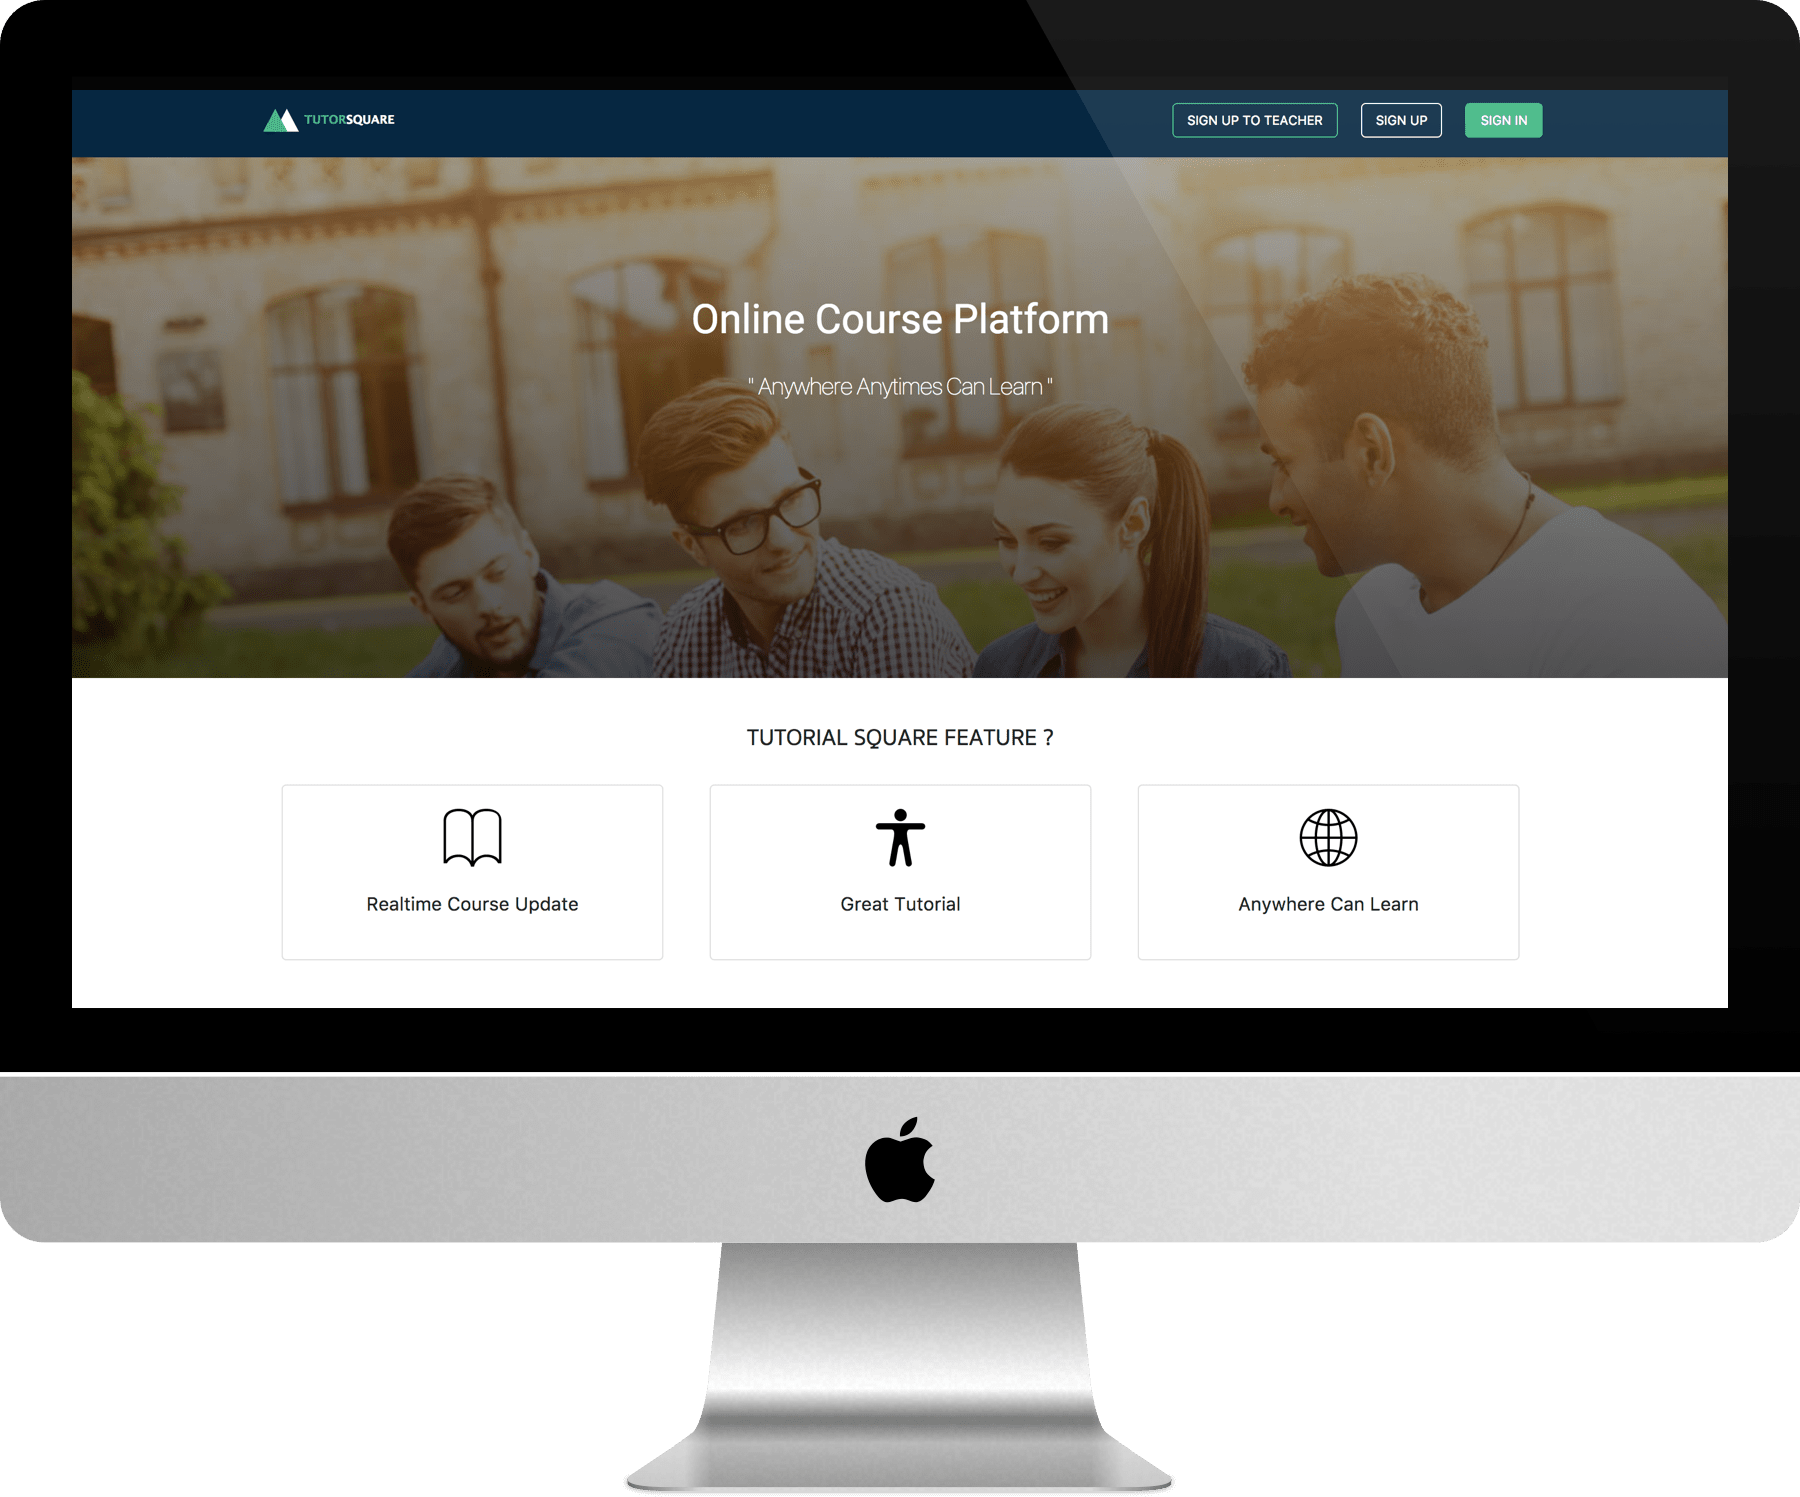 TUTORSQUARE
SIGN UP TO TEACHER
SIGN UP
SIGN IN
Online Course Platform
" Anywhere Anytimes Can Learn "
TUTORIAL SQUARE FEATURE ?
Realtime Course Update
Great Tutorial
Anywhere Can Learn